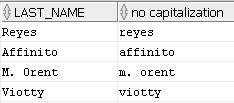 LAST_NAME no capitalization
Reyes reyes
Affinito affinito
M. Orent m. orent
Viotty viotty